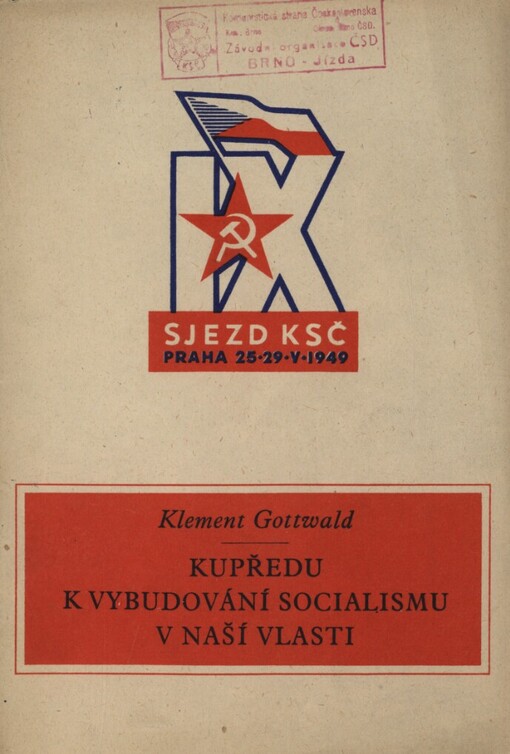 Komunistická strana Československa
Závodní organisace ČSD
BRNO - Jízda
IX
SJEZD KSČ
PRAHA 25·29·V·1949
Klement Gottwald
KUPŘEDU
K VYBUDOVÁNÍ SOCIALISMU
V NAŠÍ VLASTI